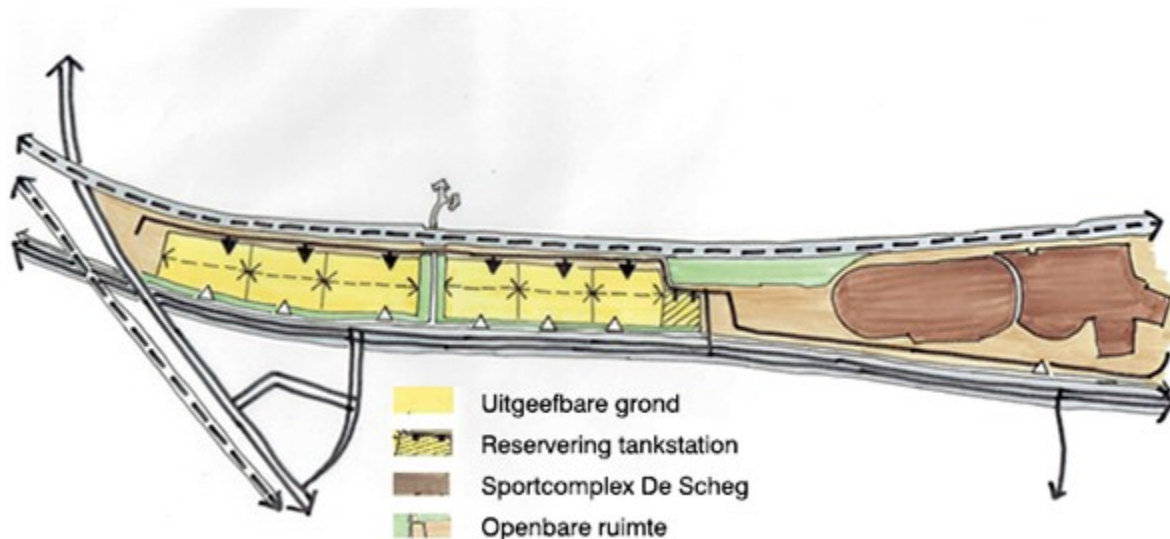 Uitgeefbare grond
Reservering tankstation
Sportcomplex De Scheg
Openbare ruimte